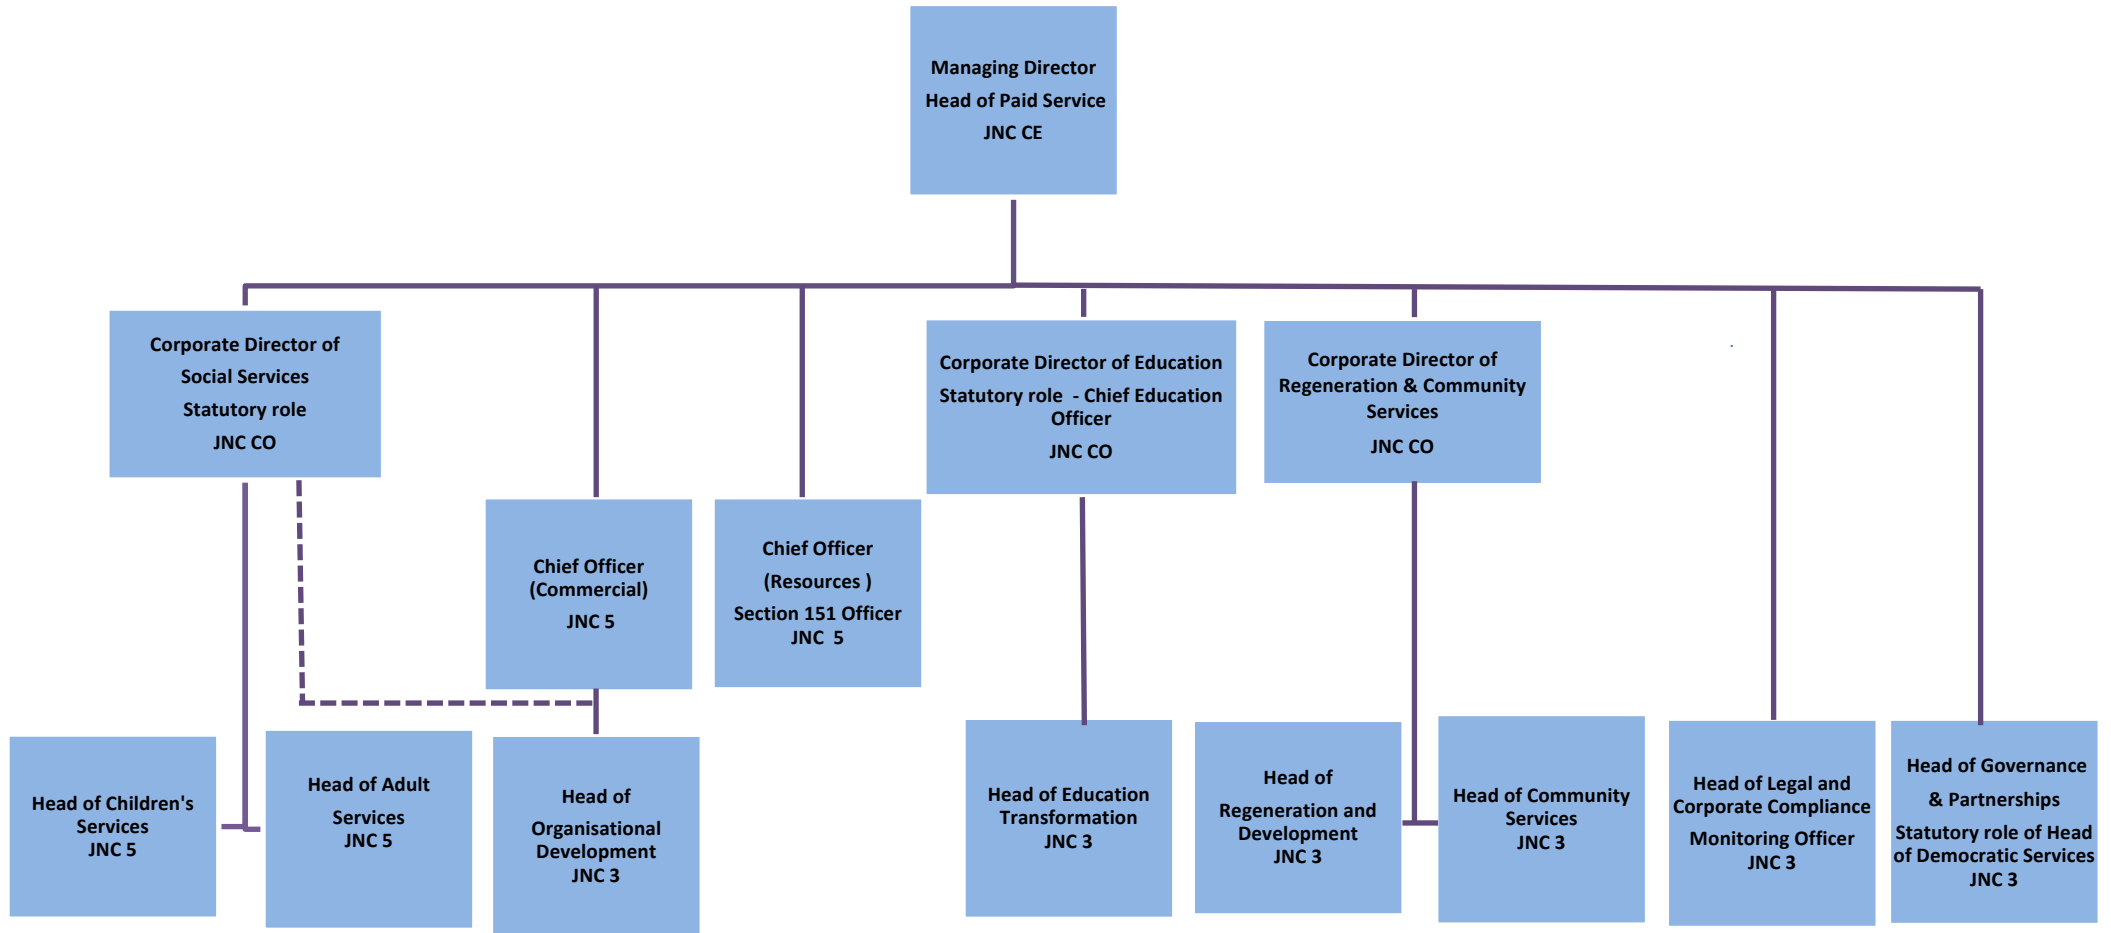 Managing Director
Head of Paid Service
JNC CE
Corporate Director of
Social Services
Statutory role
JNC CO
Corporate Director of Education
Statutory role  - Chief Education
Officer
JNC CO
Corporate Director of
Regeneration & Community
Services
JNC CO
Chief Officer
(Commercial)
JNC 5
Chief Officer
(Resources )
Section 151 Officer
JNC  5
Head of Children's
Services
JNC 5
Head of Adult
Services
JNC 5
Head of
Organisational
Development
JNC 3
Head of Education
Transformation
JNC 3
Head of
Regeneration and
Development
JNC 3
Head of Community
Services
JNC 3
Head of Legal and
Corporate Compliance
Monitoring Officer
JNC 3
Head of Governance
& Partnerships
Statutory role of Head
of Democratic Services
JNC 3